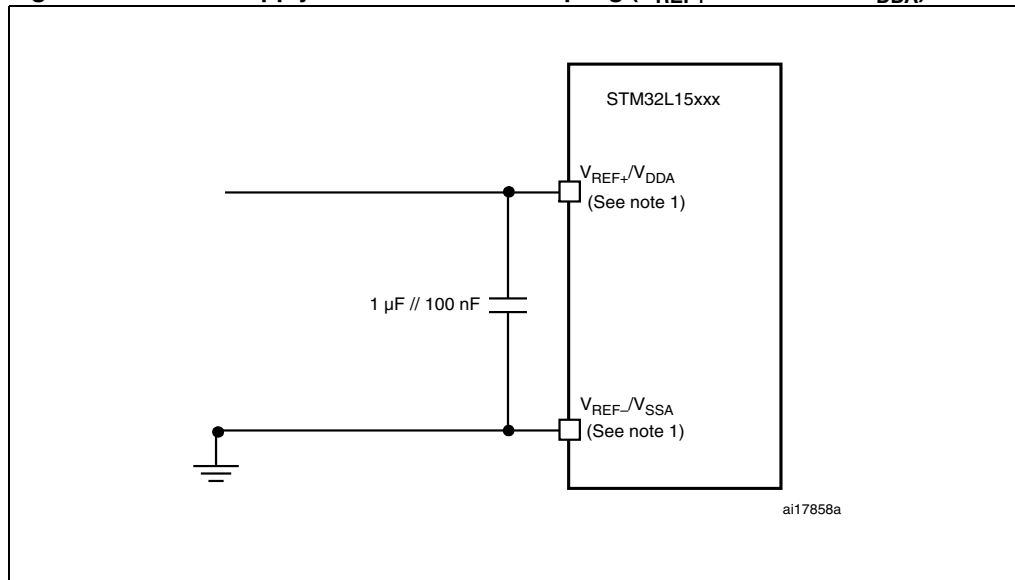 STM32L15xxx
VREF+/VDDA
(See note 1)
1 µF // 100 nF
VREF–/VSSA
(See note 1)
ai17858a